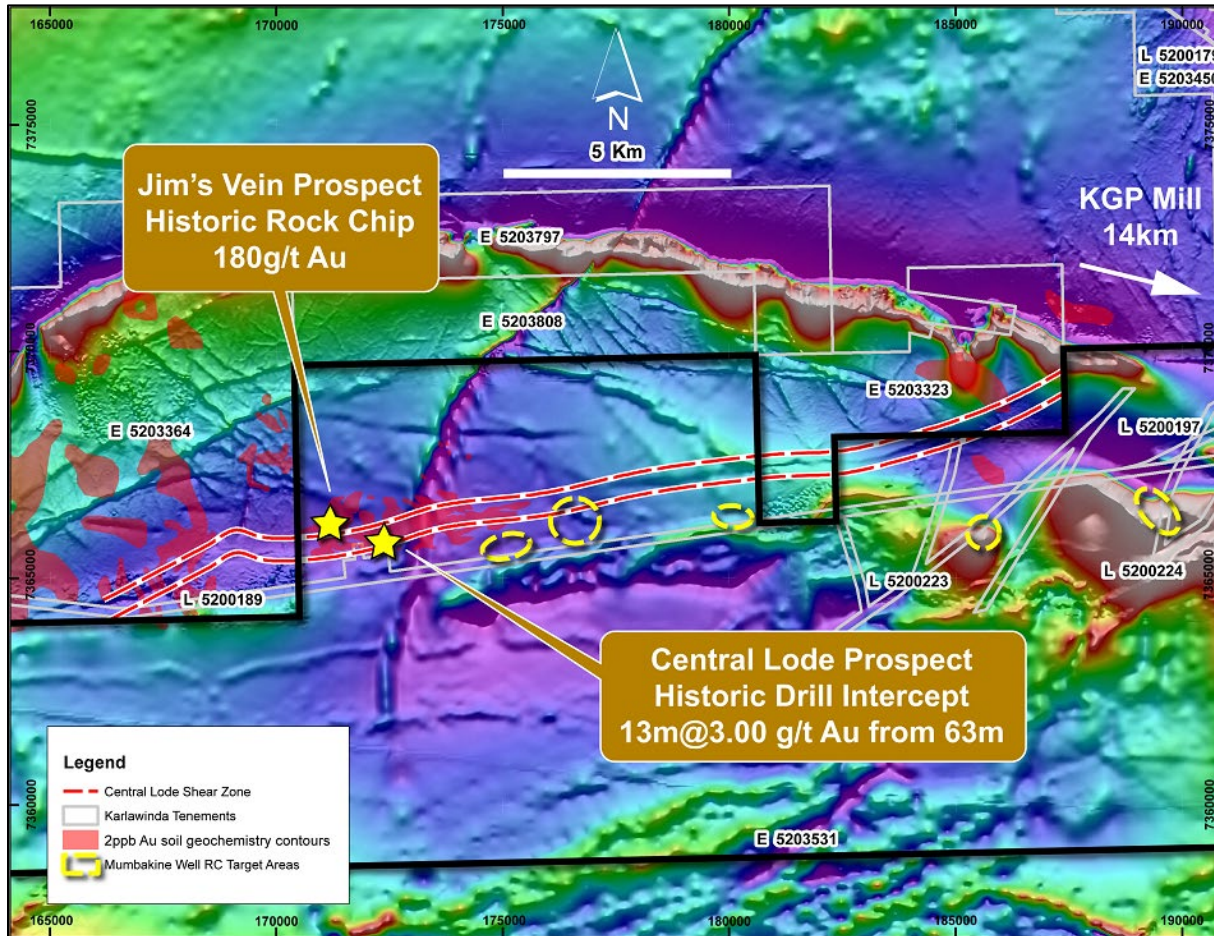 165000
170000
175000
180000
185000
190000
L 5200179
E 5203450
7375000
7375000
N
5 Km
Jim's Vein Prospect
Historic Rock Chip
180g/t Au
KGP Mill
14km
E 5203797
E 5203808
E 5203323
E 5203364
L 5200197
7365000
7365000
L 5200189
L 5200223
L 5200224
Central Lode Prospect
Historic Drill Intercept
13m@3.00 g/t Au from 63m
Legend
Central Lode Shear Zone
Karlawinda Tenements
2ppb Au soil geochemistry contours
Mumbakine Well RC Target Areas
7360000
7360000
E 5203531
165000
170000
175000
180000
185000
190000